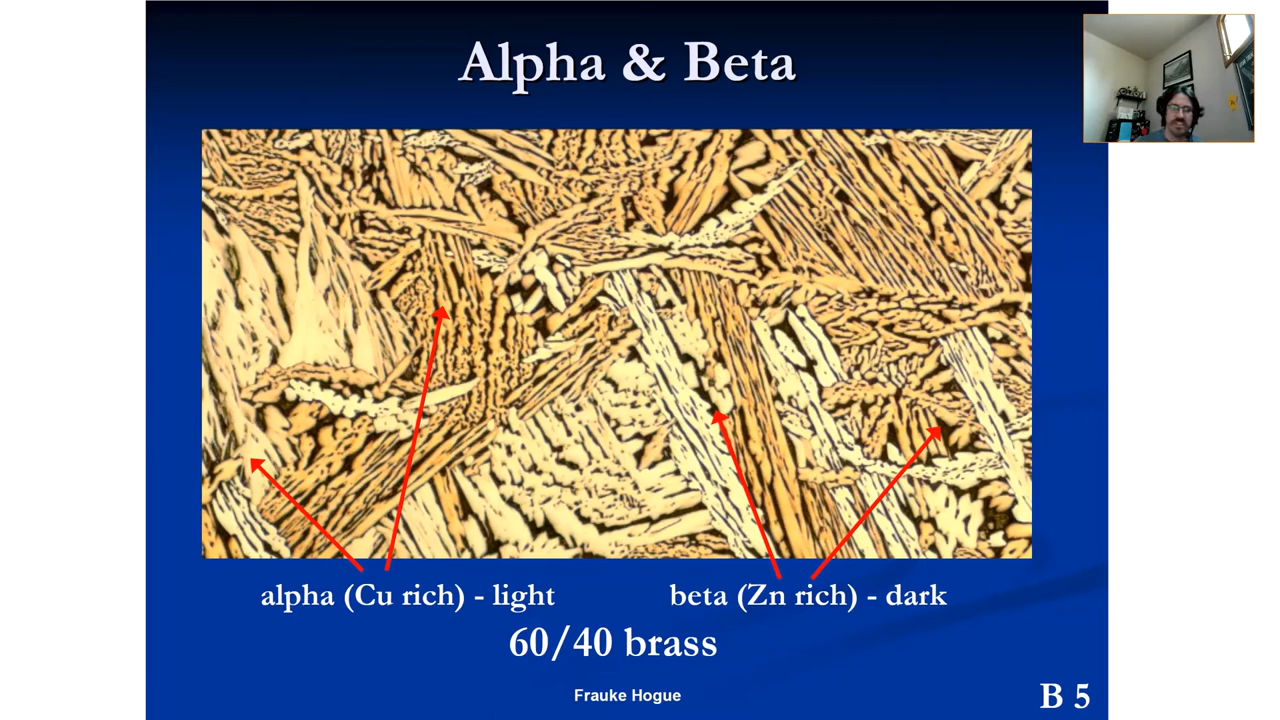 Alpha & Beta
alpha (Cu rich) - light
beta (Zn rich) - dark
60/40 brass
Frauke Hogue
B 5